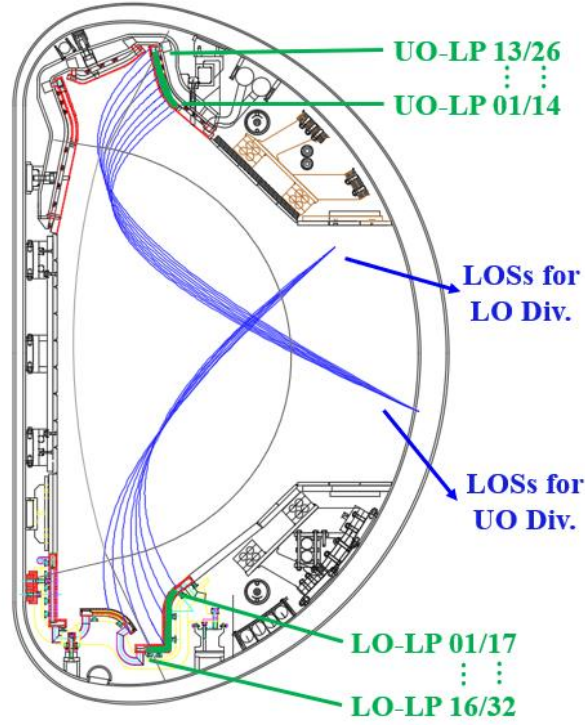 UO-LP 13/26
UO-LP 01/14
LOSs for
LO Div.
LOSs for
UO Div.
LO-LP 01/17
LO-LP 16/32